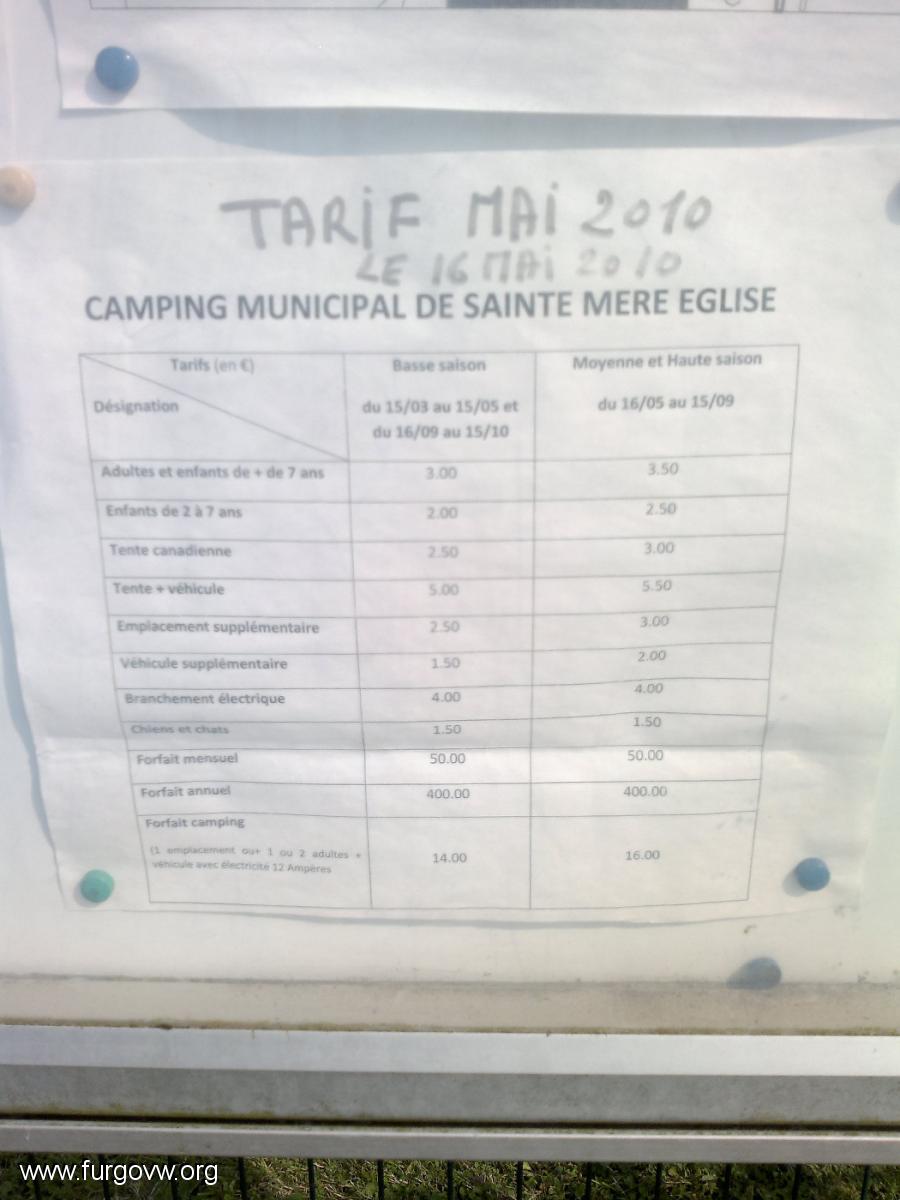 TARiF MAi 2010
LE 16 MAi 2010
CAMPING MUNICIPAL DE SAINTE MERE EGLISE
Tarifs (en €)
Désignation
Basse saison
du 15/03 au 15/05 et
du 16/09 au 15/10
Moyenne et Haute saison
du 16/05 au 15/09
Adultes et enfants de + de 7 ans 3.00 3.50
Enfants de 2 à 7 ans 2.00 2.50
Tente canadienne 2.50 3.00
Tente + véhicule 5.00 5.50
Emplacement supplémentaire 2.50 3.00
Véhicule supplémentaire 1.50 2.00
Branchement électrique 4.00 4.00
Chiens et chats 1.50 1.50
Forfait mensuel 50.00 50.00
Forfait annuel 400.00 400.00
Forfait camping
(1 emplacement ou+ 1 ou 2 adultes +
véhicule avec électricité 12 Ampères
14.00 16.00
www.furgovw.org